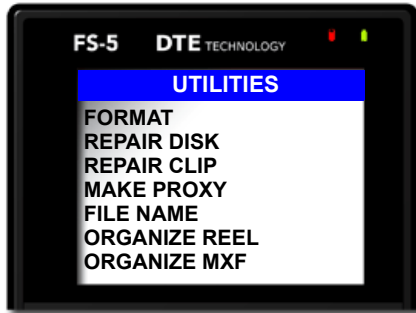 FS-5 DTE TECHNOLOGY
UTILITIES
FORMAT
REPAIR DISK
REPAIR CLIP
MAKE PROXY
FILE NAME
ORGANIZE REEL
ORGANIZE MXF